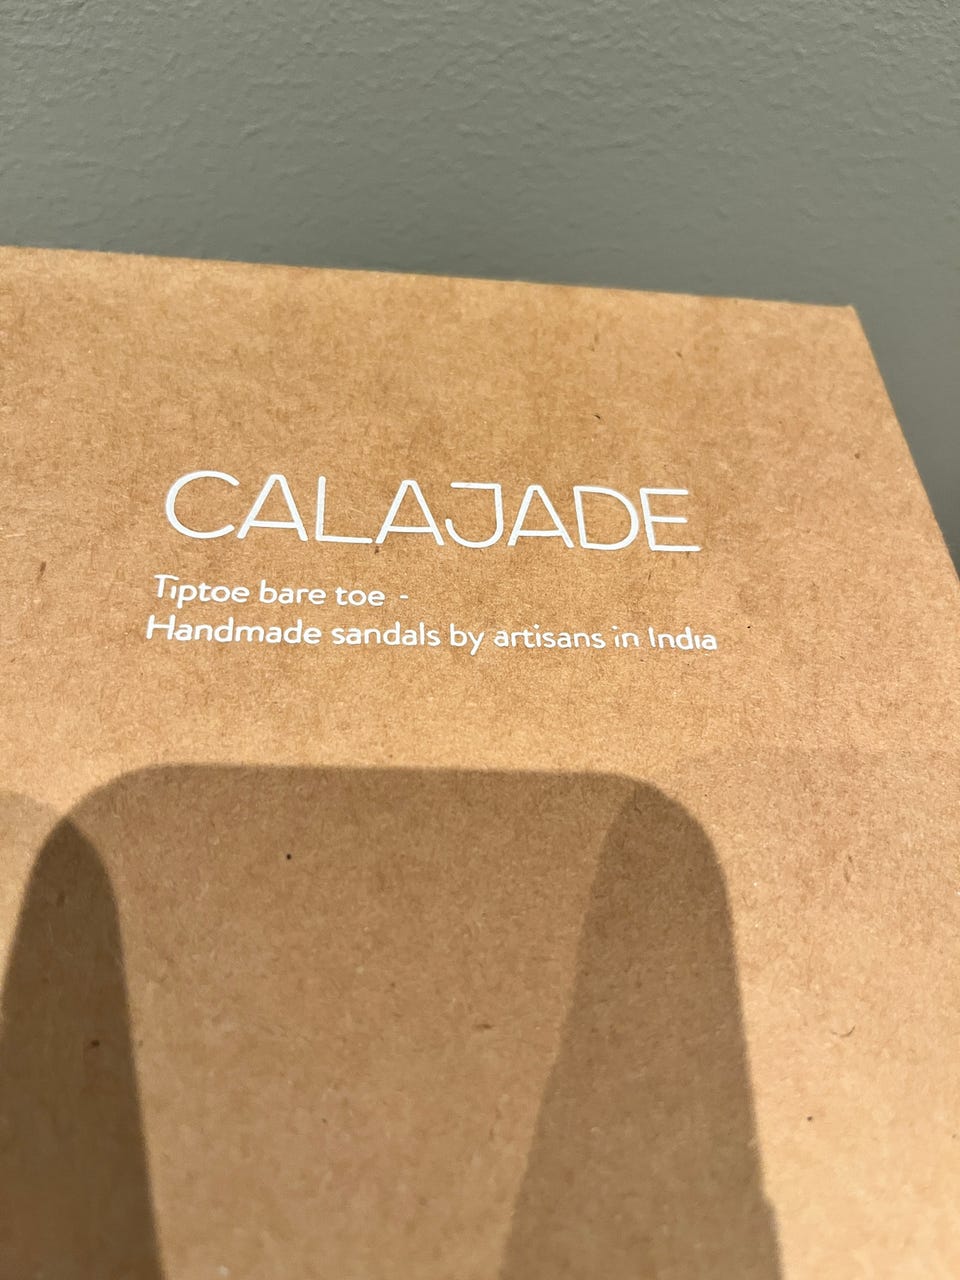 CALAJADE
Tiptoe bare toe -
Handmade sandals by artisans in India